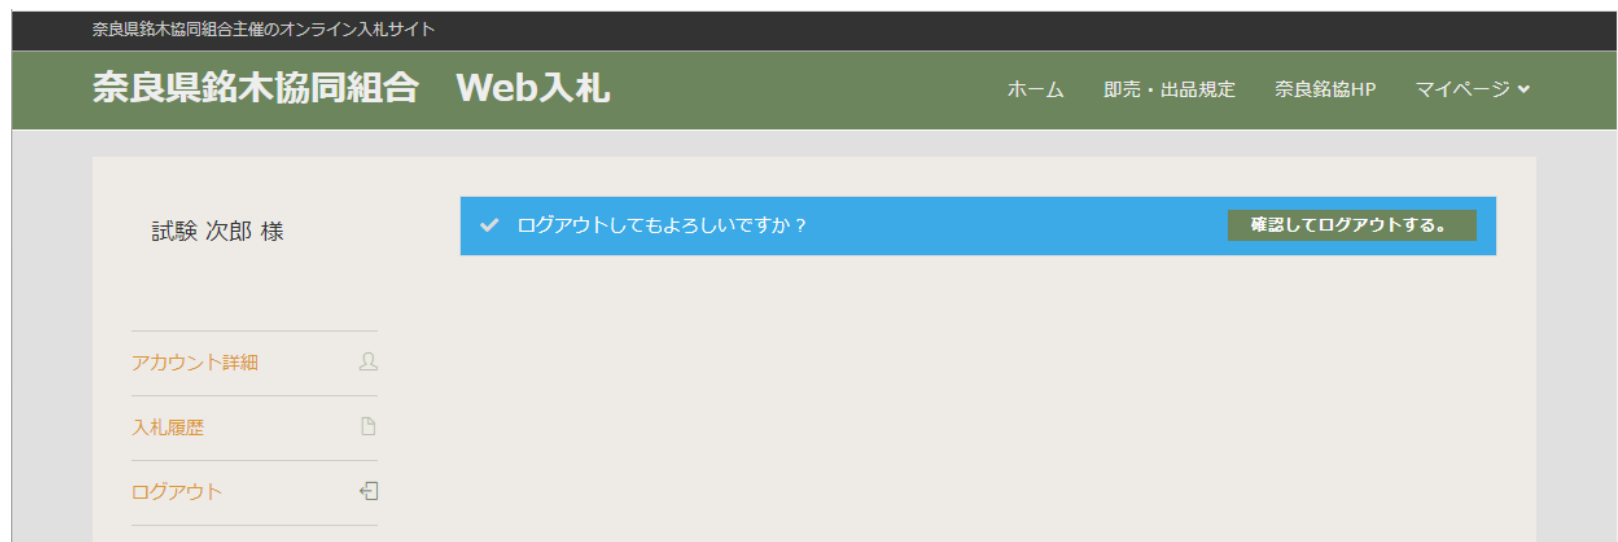 奈良県銘木協同組合主催のオンライン入札サイト
奈良県銘木協同組合　Web入札
ホーム 即売・出品規定 奈良銘協HP マイページ
試験 次郎 様
ログアウトしてもよろしいですか？ 確認してログアウトする。
アカウント詳細
入札履歴
ログアウト